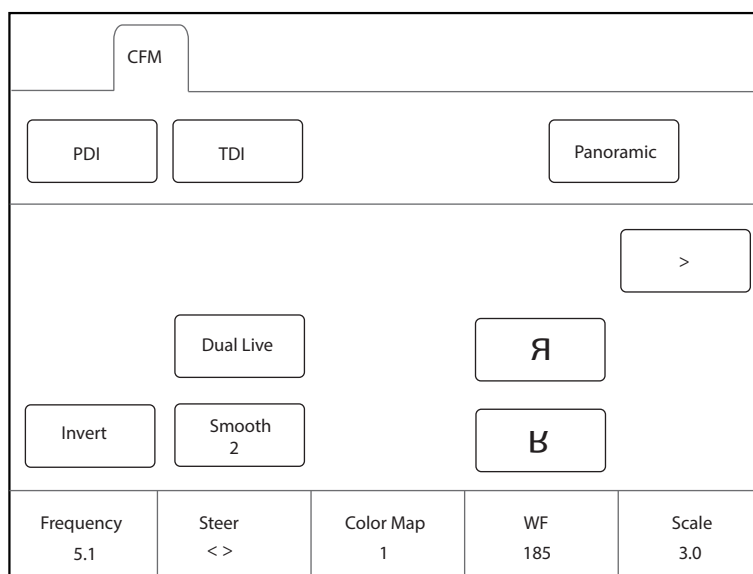 CFM
PDI
TDI
Panoramic
>
Dual Live
Я
Invert
Smooth
2
ᴚ
Frequency
Steer
Color Map
WF
Scale
5.1
< >
1
185
3.0